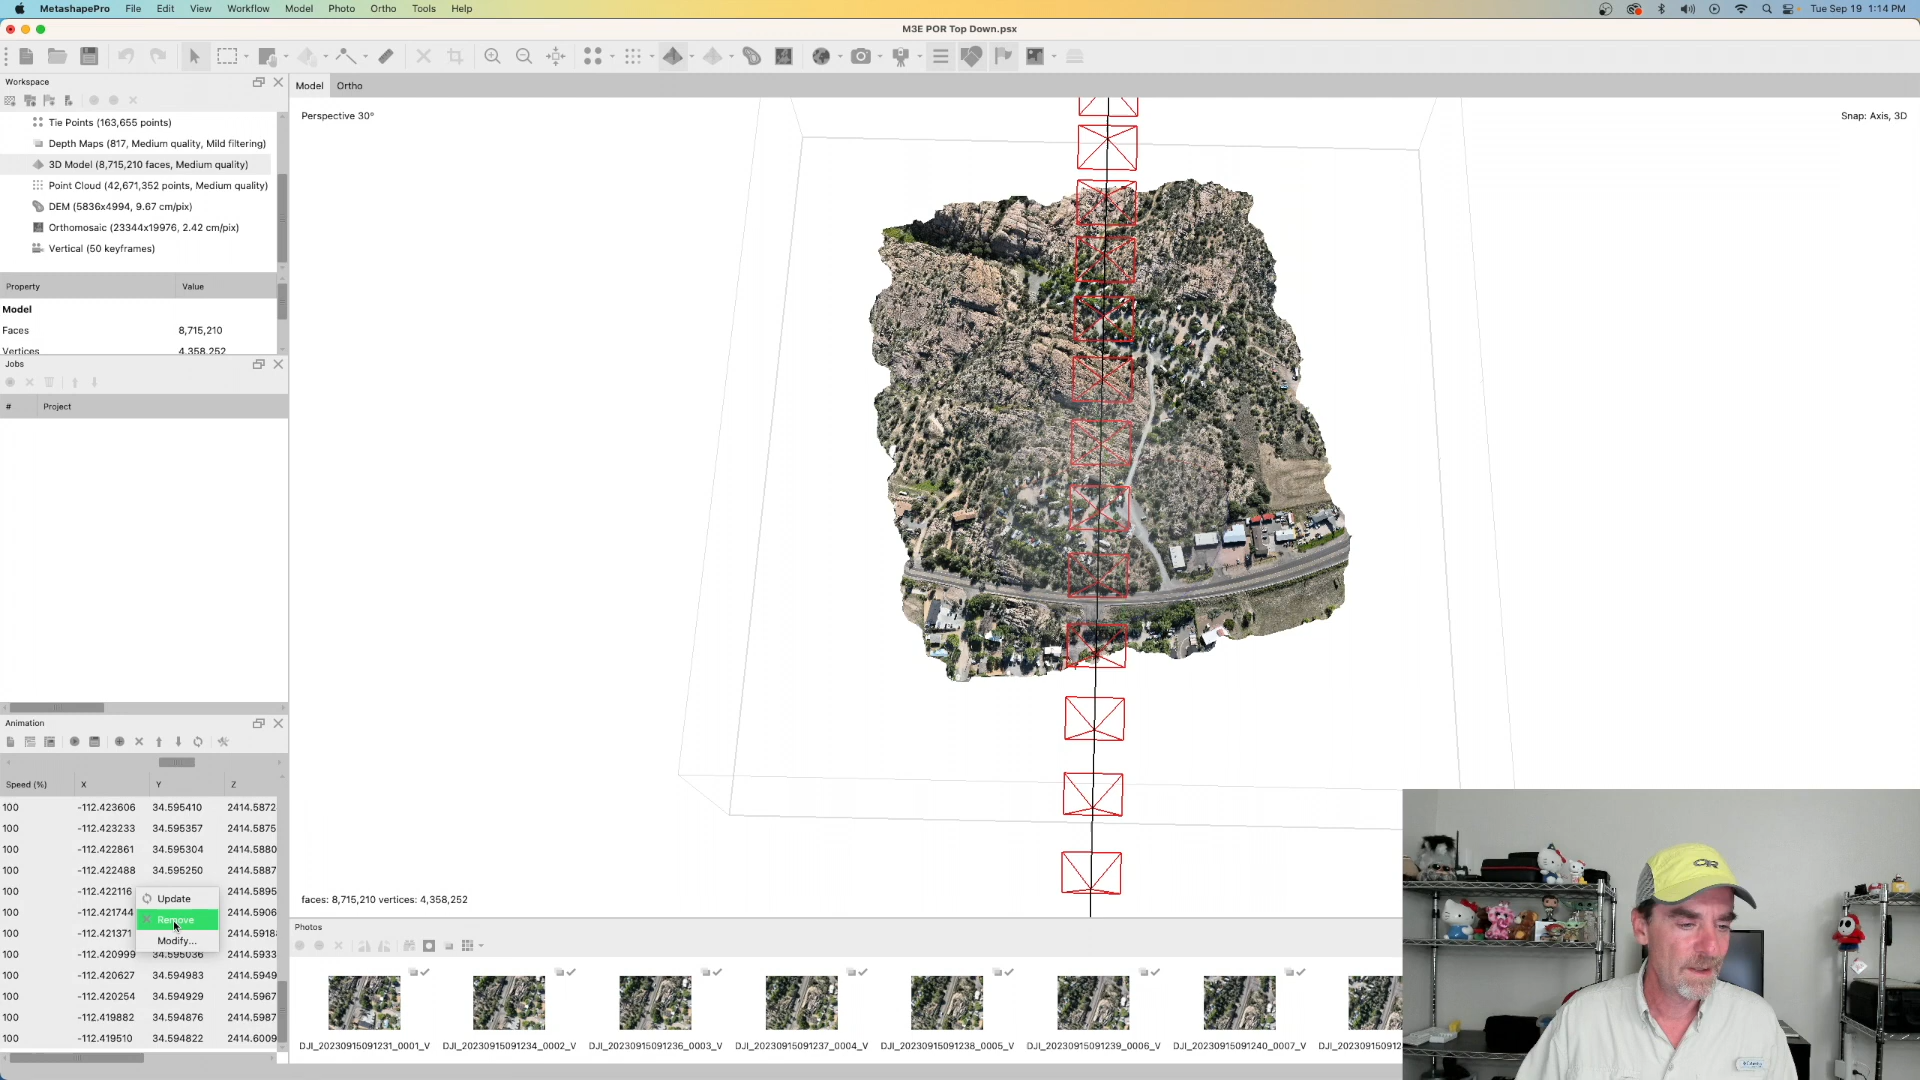 MetashapePro File Edit View Workflow Model Photo Ortho Tools Help
Tue Sep 19 1:14 PM
M3E POR Top Down.psx
Workspace
Tie Points (163,655 points)
Depth Maps (817, Medium quality, Mild filtering)
3D Model (8,715,210 faces, Medium quality)
Point Cloud (42,671,352 points, Medium quality)
DEM (5836x4994, 9.67 cm/pix)
Orthomosaic (23344x19976, 2.42 cm/pix)
Vertical (50 keyframes)
Property Value
Model
Faces 8,715,210
Vertices 4,358,252
Jobs
# Project
Animation
Speed (%) X Y Z
100 -112.423606 34.595410 2414.5872
100 -112.423233 34.595357 2414.5875
100 -112.422861 34.595304 2414.5880
100 -112.422488 34.595250 2414.5887
100 -112.422116 2414.5895
100 -112.421744 2414.5906
100 -112.421371 2414.5918
100 -112.420999 34.595036 2414.5933
100 -112.420627 34.594983 2414.5949
100 -112.420254 34.594929 2414.5967
100 -112.419882 34.594876 2414.5987
100 -112.419510 34.594822 2414.6009
Update
Remove
Modify...
Model Ortho
Perspective 30°
Snap: Axis, 3D
faces: 8,715,210 vertices: 4,358,252
Photos
DJI_20230915091231_0001_V DJI_20230915091234_0002_V DJI_20230915091236_0003_V DJI_20230915091237_0004_V DJI_20230915091238_0005_V DJI_20230915091239_0006_V DJI_20230915091240_0007_V DJI_202309150912
OR